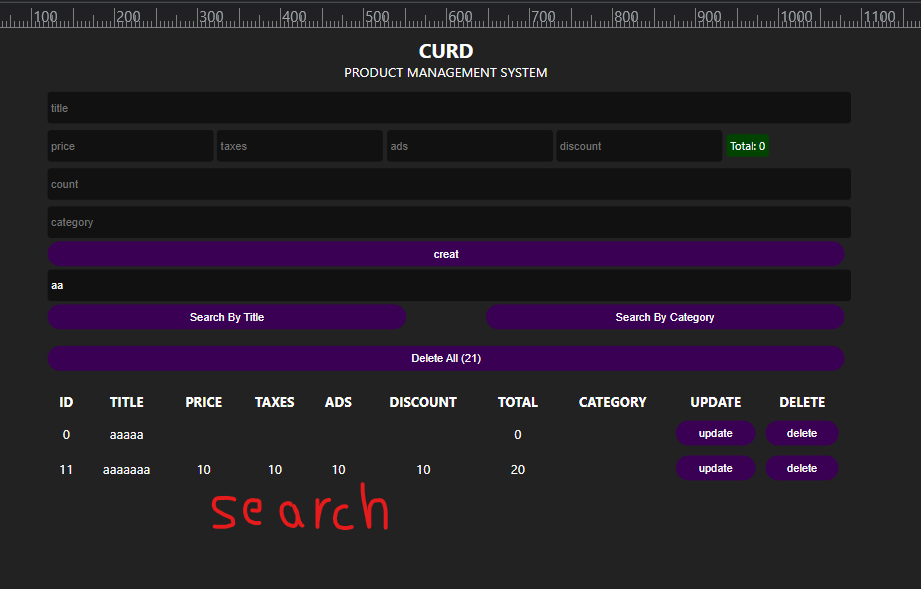 100 200 300 400 500 600 700 800 900 1000 1100
CURD
PRODUCT MANAGEMENT SYSTEM
title
price taxes ads discount Total: 0
count
category
creat
aa
Search By Title Search By Category
Delete All (21)
ID TITLE PRICE TAXES ADS DISCOUNT TOTAL CATEGORY UPDATE DELETE
0 aaaaa 0 update delete
11 aaaaaaa 10 10 10 10 20 update delete
search